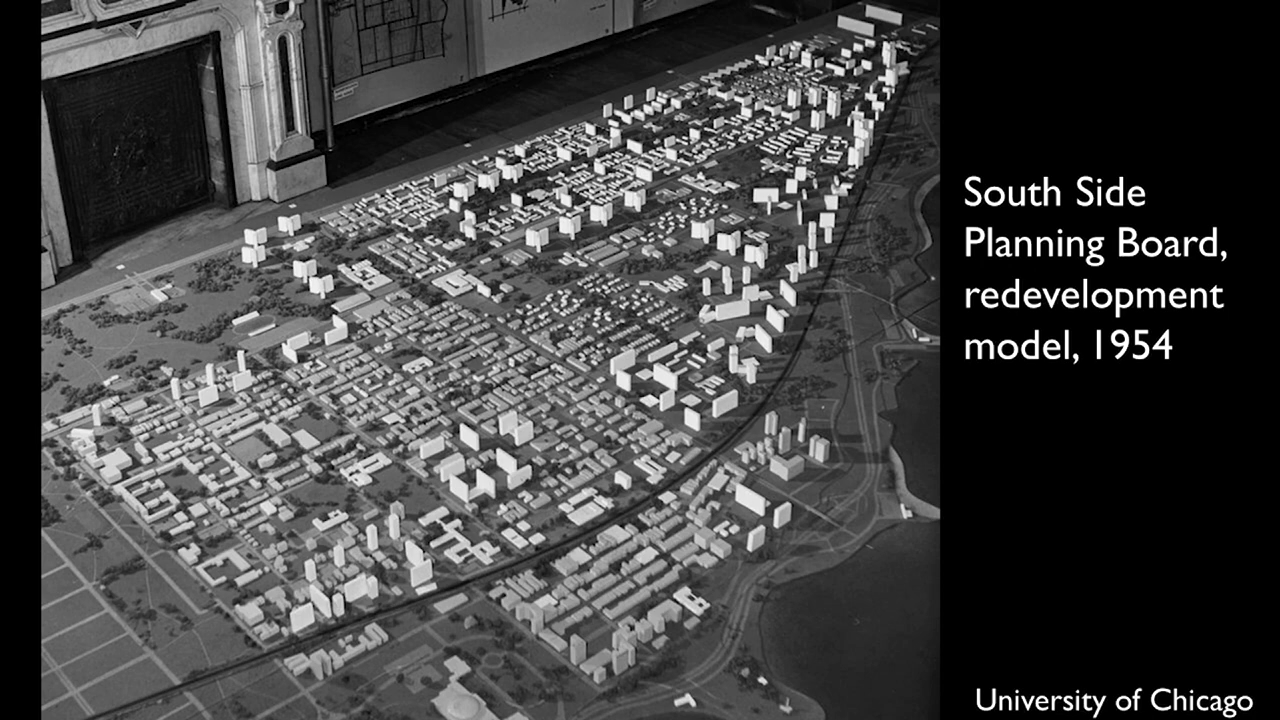 South Side
Planning Board,
redevelopment
model, 1954
University of Chicago